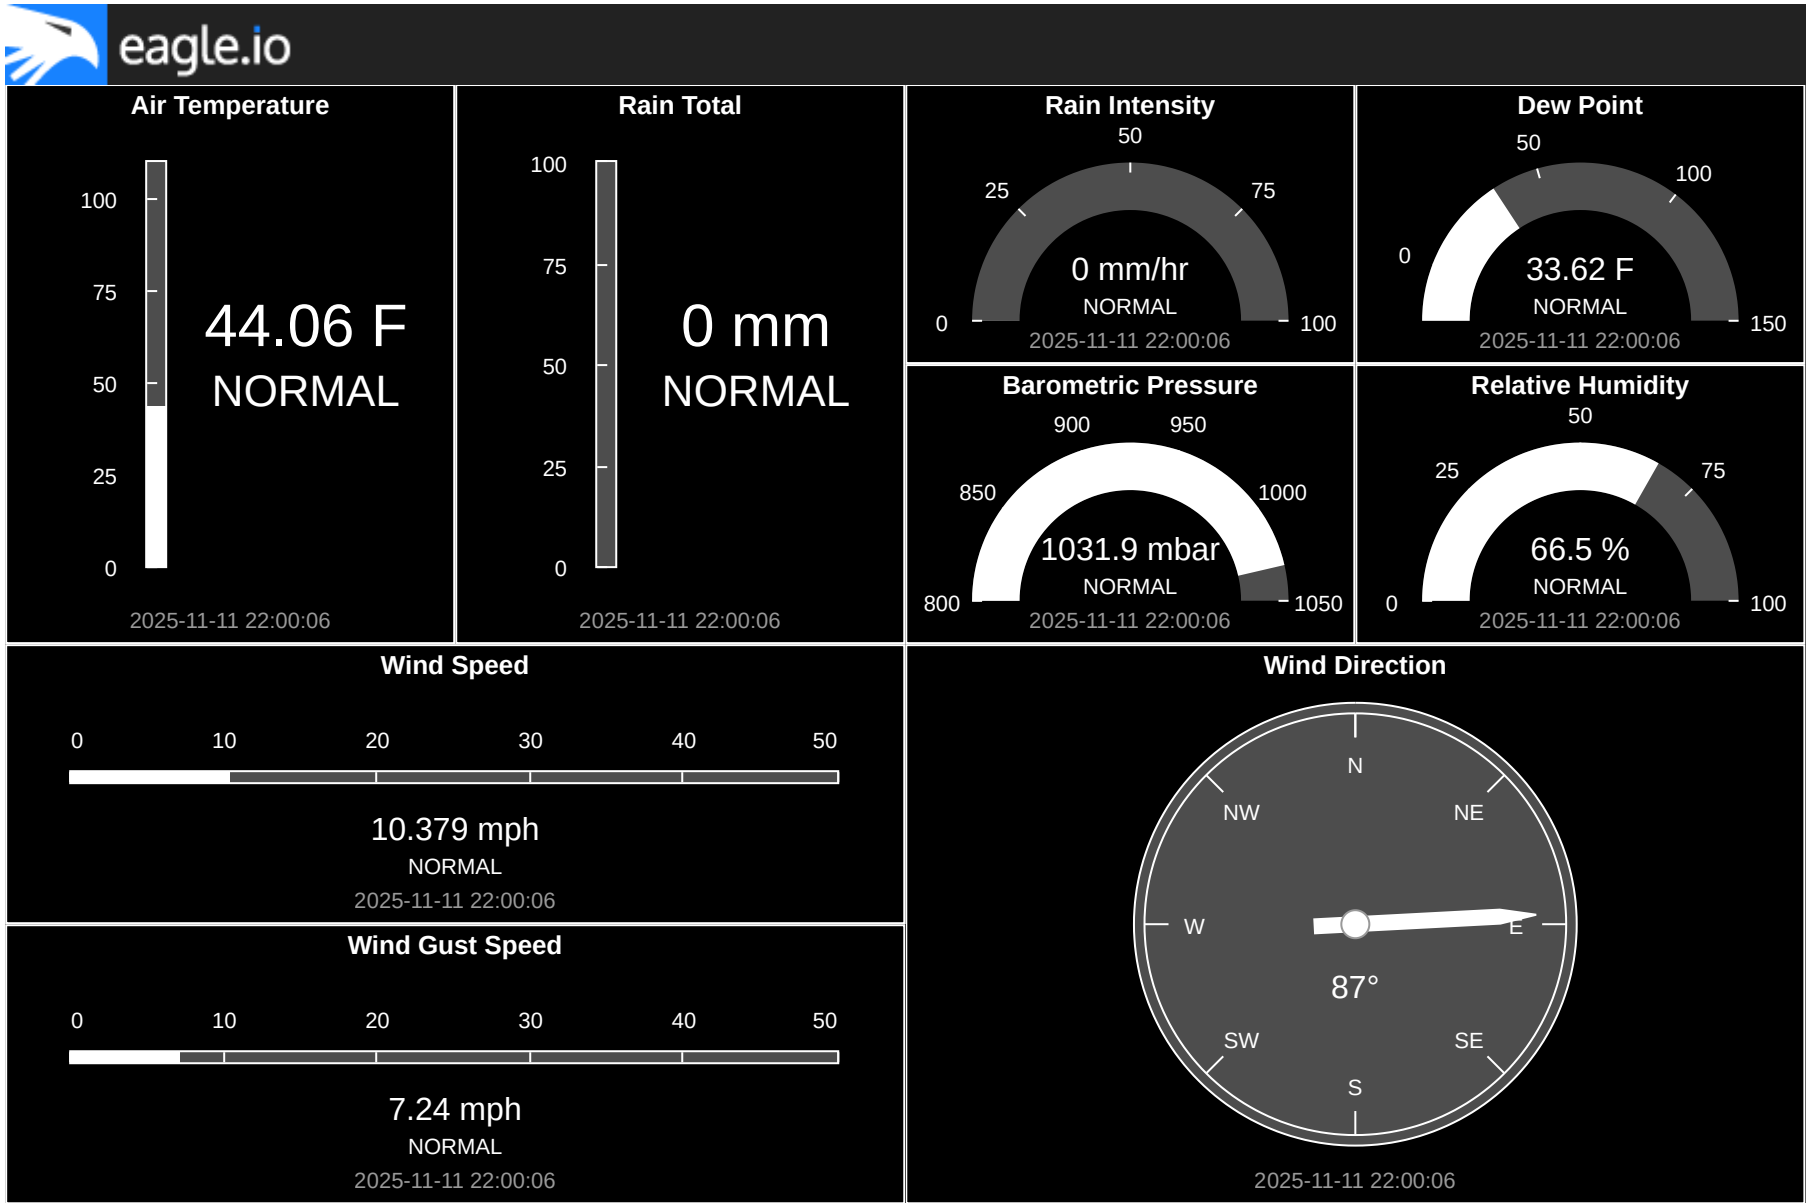 eagle.io
Air Temperature
100
75
50
25
0
44.06 F
NORMAL
2025-11-11 22:00:06
Rain Total
100
75
50
25
0
0 mm
NORMAL
2025-11-11 22:00:06
Rain Intensity
0
25
50
75
100
0 mm/hr
NORMAL
2025-11-11 22:00:06
Dew Point
0
50
100
150
33.62 F
NORMAL
2025-11-11 22:00:06
Barometric Pressure
800
850
900
950
1000
1050
1031.9 mbar
NORMAL
2025-11-11 22:00:06
Relative Humidity
0
25
50
75
100
66.5 %
NORMAL
2025-11-11 22:00:06
Wind Speed
0 10 20 30 40 50
10.379 mph
NORMAL
2025-11-11 22:00:06
Wind Gust Speed
0 10 20 30 40 50
7.24 mph
NORMAL
2025-11-11 22:00:06
Wind Direction
N
NW NE
W E
87°
SW SE
S
2025-11-11 22:00:06